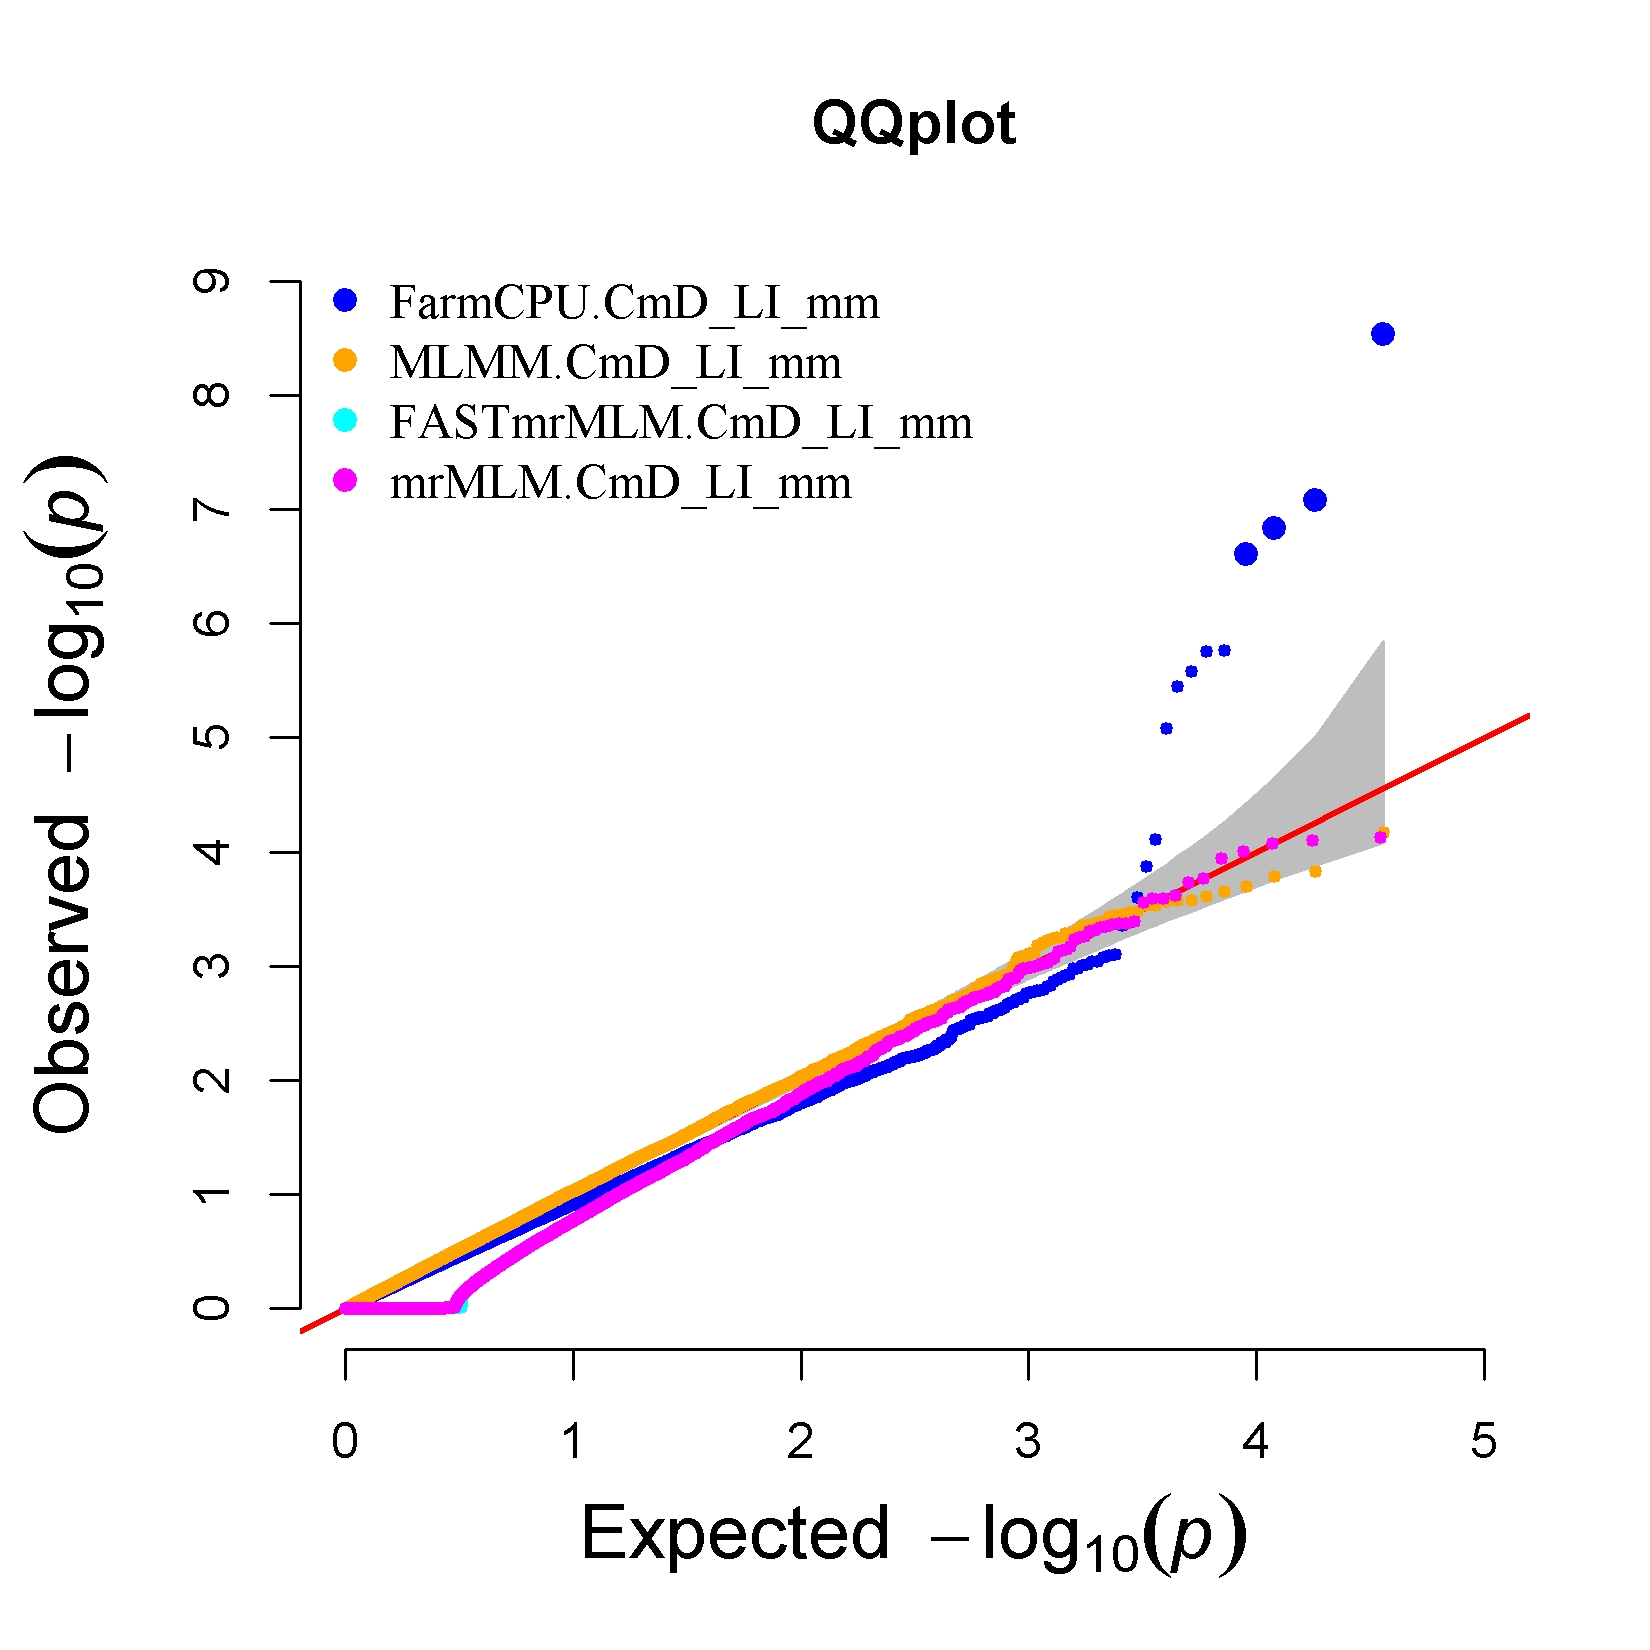 QQplot
FarmCPU.CmD_LI_mm
MLMM.CmD_LI_mm
FASTmrMLM.CmD_LI_mm
mrMLM.CmD_LI_mm
9
8
7
6
5
4
3
2
1
0
Observed −log₁₀(p)
0 1 2 3 4 5
Expected −log₁₀(p)